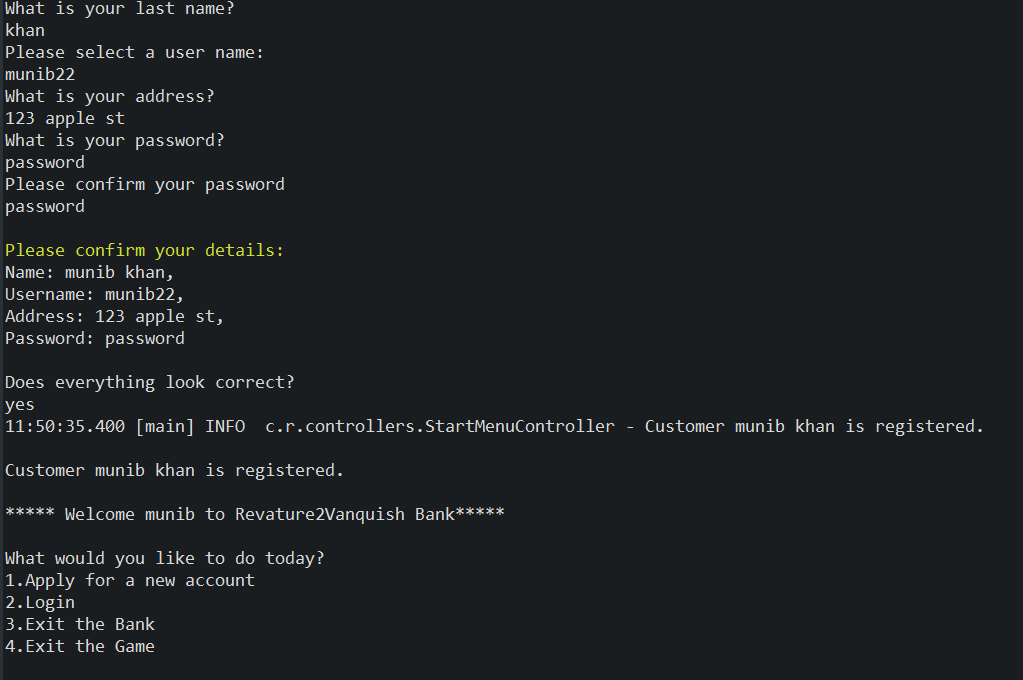 What is your last name?
khan
Please select a user name:
munib22
What is your address?
123 apple st
What is your password?
password
Please confirm your password
password
Please confirm your details:
Name: munib khan,
Username: munib22,
Address: 123 apple st,
Password: password
Does everything look correct?
yes
11:50:35.400 [main] INFO  c.r.controllers.StartMenuController - Customer munib khan is registered.
Customer munib khan is registered.
***** Welcome munib to Revature2Vanquish Bank*****
What would you like to do today?
1.Apply for a new account
2.Login
3.Exit the Bank
4.Exit the Game